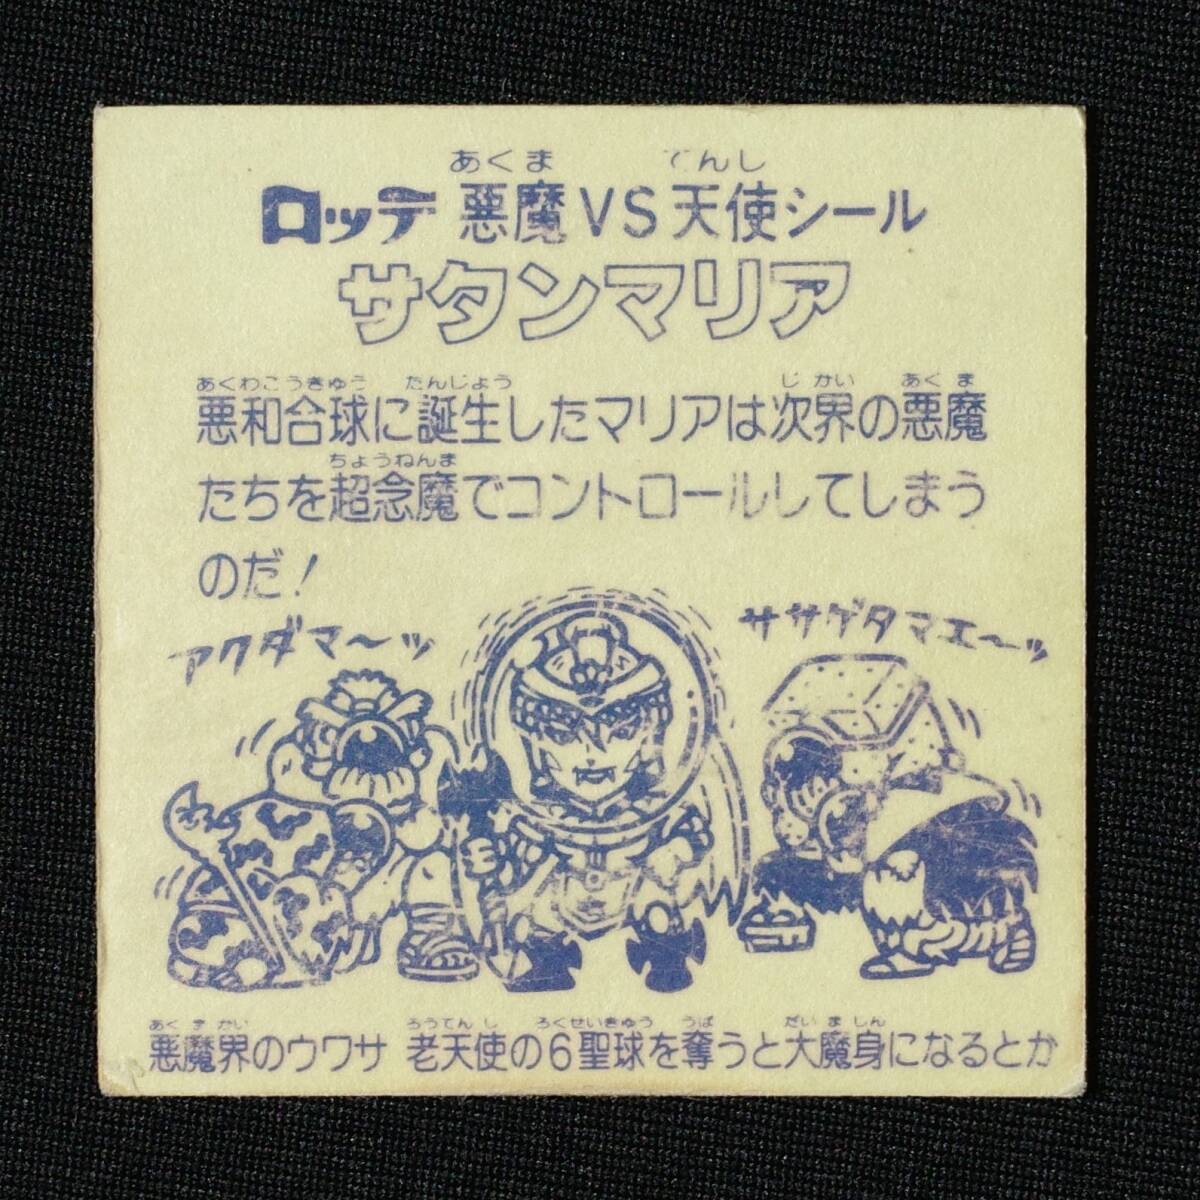 あくま てんし
ロッテ 悪魔VS天使シール
サタンマリア
あくわごうきゅう たんじょう じかい あくま
悪和合球に誕生したマリアは次界の悪魔
ちょうねんま
たちを超念魔でコントロールしてしまう
のだ!
アクダマ〜ッ
ササゲタマエ〜ッ
あくまかい ろうてんし ろくせいきゅう うば だいましん
悪魔界のウワサ 老天使の6聖球を奪うと大魔身になるとか